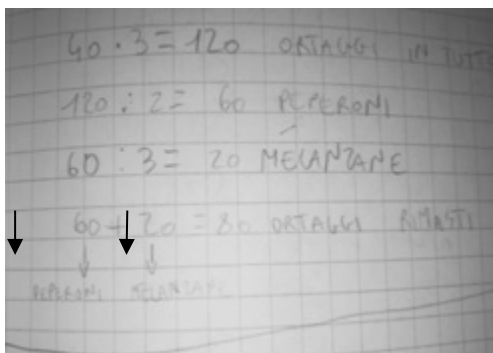 40 · 3 = 120 ORTAGGI IN TUTTO
120 : 2 = 60 PEPERONI
60 : 3 = 20 MELANZANE
60 + 20 = 80 ORTAGGI RIMASTI
PEPERONI MELANZANE